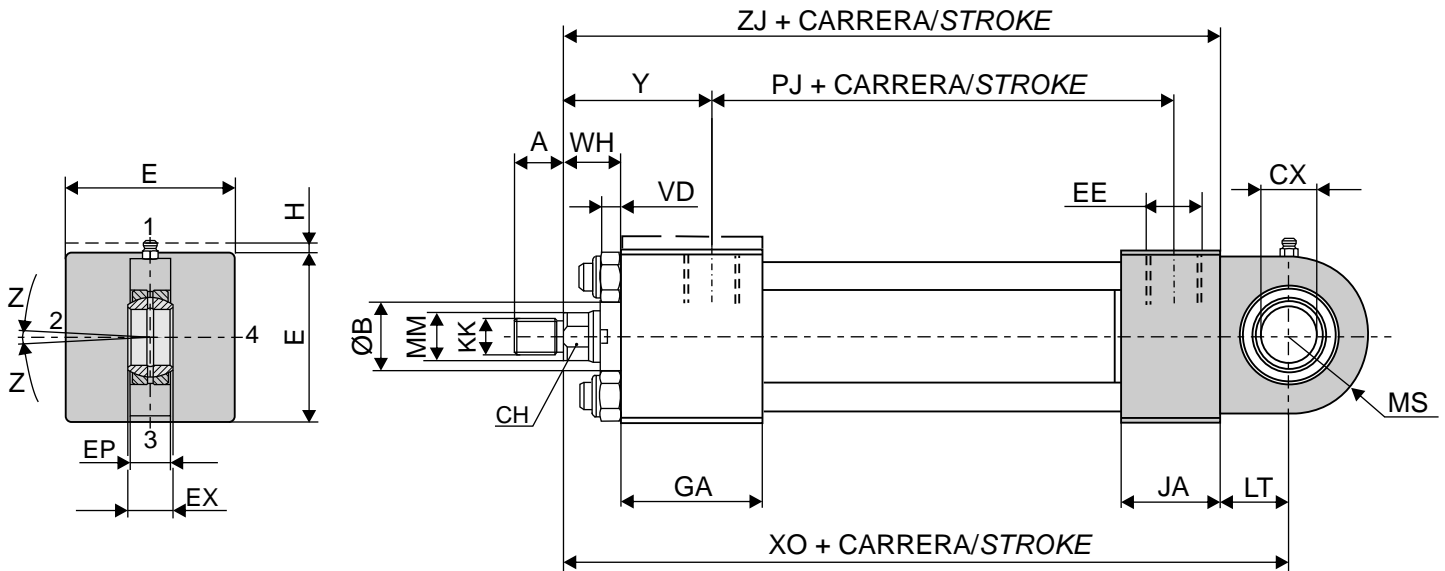 ZJ + CARRERA/STROKE
Y
PJ + CARRERA/STROKE
A
WH
VD
EE
CX
E
H
1
Z
2
4
E
Z
3
EP
EX
ØB
MM
KK
CH
MS
GA
JA
LT
XO + CARRERA/STROKE